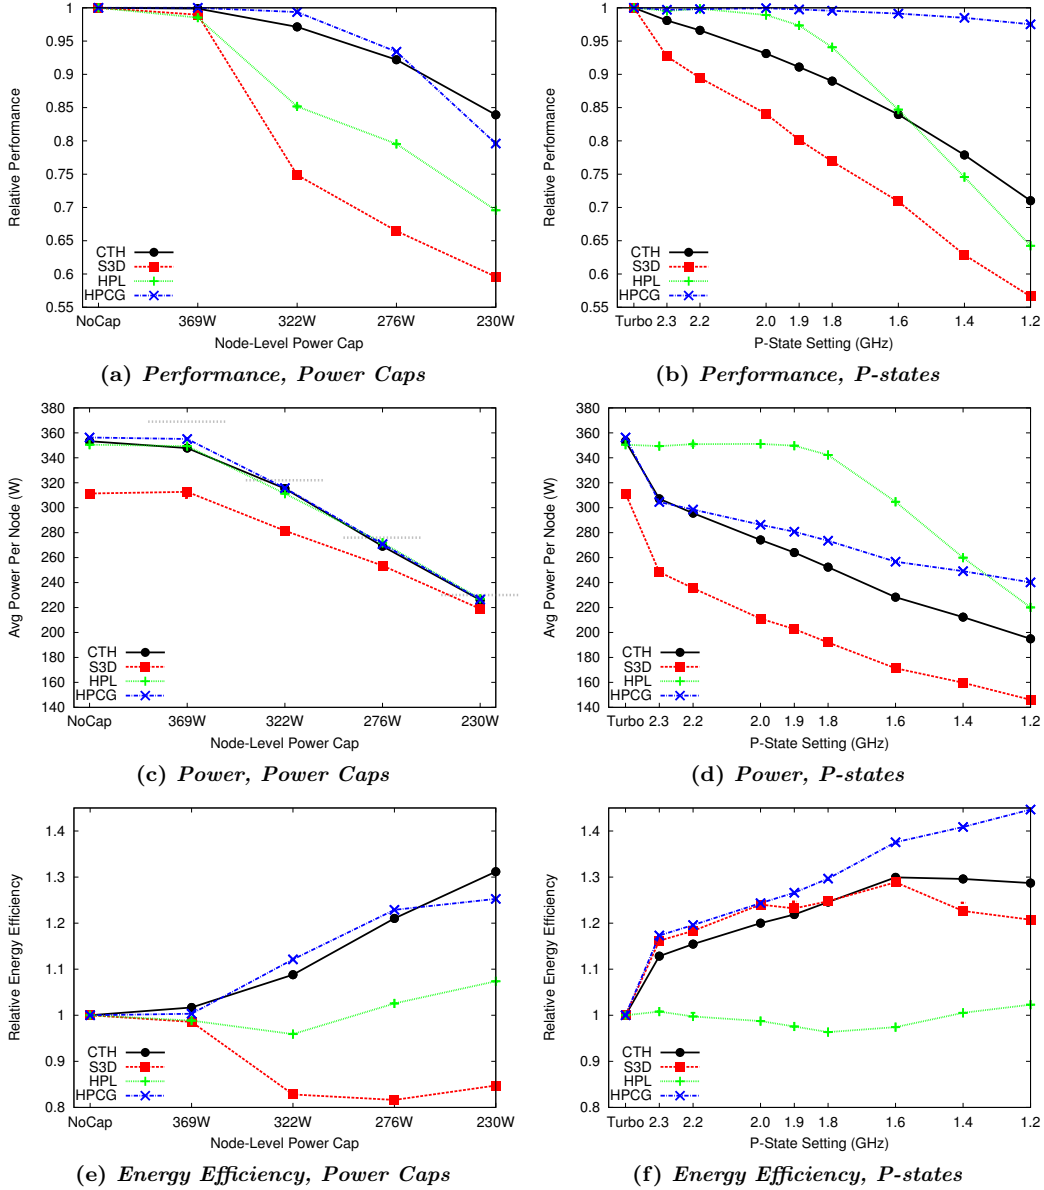 1
0.95
0.9
0.85
0.8
0.75
0.7
0.65
0.6
0.55
Relative Performance
CTH
S3D
HPL
HPCG
NoCap 369W 322W 276W 230W
Node-Level Power Cap
(a) Performance, Power Caps
1
0.95
0.9
0.85
0.8
0.75
0.7
0.65
0.6
0.55
Relative Performance
CTH
S3D
HPL
HPCG
Turbo 2.3 2.2 2.0 1.9 1.8 1.6 1.4 1.2
P-State Setting (GHz)
(b) Performance, P-states
380
360
340
320
300
280
260
240
220
200
180
160
140
Avg Power Per Node (W)
CTH
S3D
HPL
HPCG
NoCap 369W 322W 276W 230W
Node-Level Power Cap
(c) Power, Power Caps
380
360
340
320
300
280
260
240
220
200
180
160
140
Avg Power Per Node (W)
CTH
S3D
HPL
HPCG
Turbo 2.3 2.2 2.0 1.9 1.8 1.6 1.4 1.2
P-State Setting (GHz)
(d) Power, P-states
1.4
1.3
1.2
1.1
1
0.9
0.8
Relative Energy Efficiency
CTH
S3D
HPL
HPCG
NoCap 369W 322W 276W 230W
Node-Level Power Cap
(e) Energy Efficiency, Power Caps
1.4
1.3
1.2
1.1
1
0.9
0.8
Relative Energy Efficiency
CTH
S3D
HPL
HPCG
Turbo 2.3 2.2 2.0 1.9 1.8 1.6 1.4 1.2
P-State Setting (GHz)
(f) Energy Efficiency, P-states